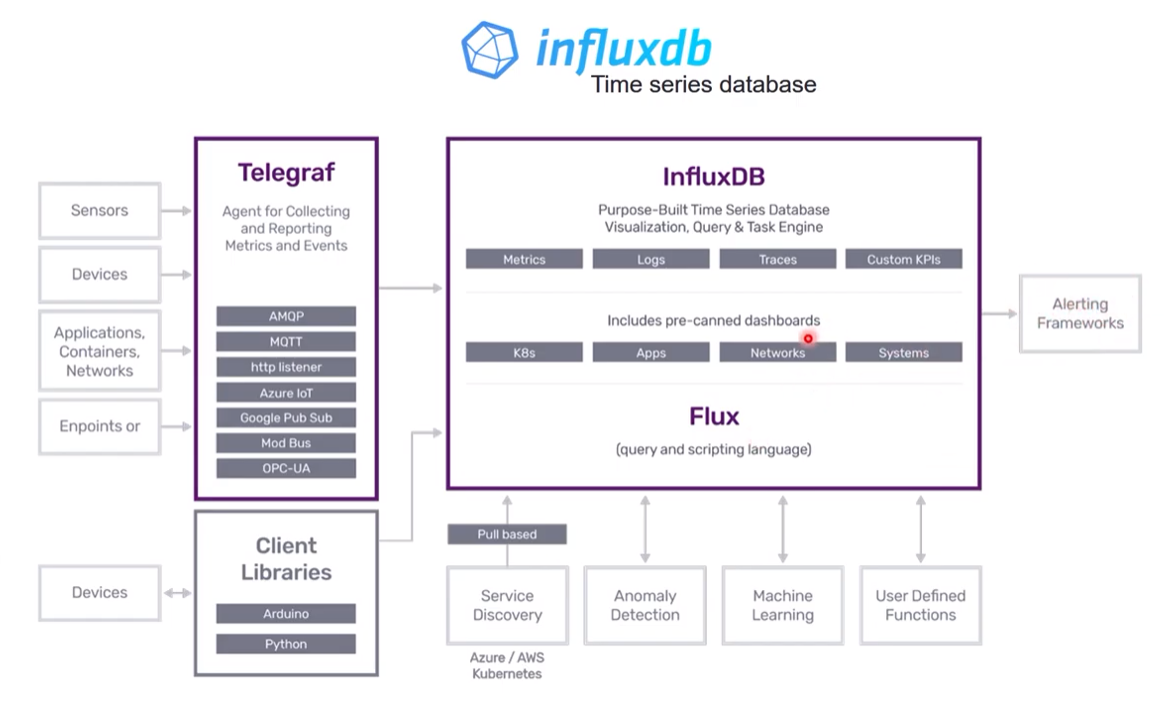 influxdb
Time series database
Sensors
Devices
Applications,
Containers,
Networks
Enpoints or
Telegraf
Agent for Collecting
and Reporting
Metrics and Events
AMQP
MQTT
http listener
Azure IoT
Google Pub Sub
Mod Bus
OPC-UA
Devices
Client
Libraries
Arduino
Python
InfluxDB
Purpose-Built Time Series Database
Visualization, Query & Task Engine
Metrics
Logs
Traces
Custom KPIs
Includes pre-canned dashboards
K8s
Apps
Networks
Systems
Flux
(query and scripting language)
Alerting
Frameworks
Pull based
Service
Discovery
Azure / AWS
Kubernetes
Anomaly
Detection
Machine
Learning
User Defined
Functions